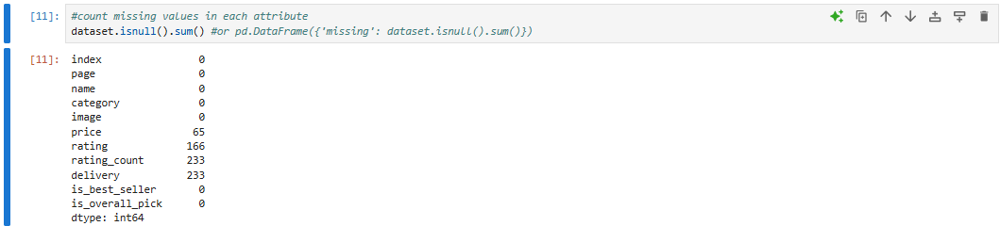 [11]: #count missing values in each attribute
dataset.isnull().sum() #or pd.DataFrame({'missing': dataset.isnull().sum()})
[11]: index 0
page 0
name 0
category 0
image 0
price 65
rating 166
rating_count 233
delivery 233
is_best_seller 0
is_overall_pick 0
dtype: int64